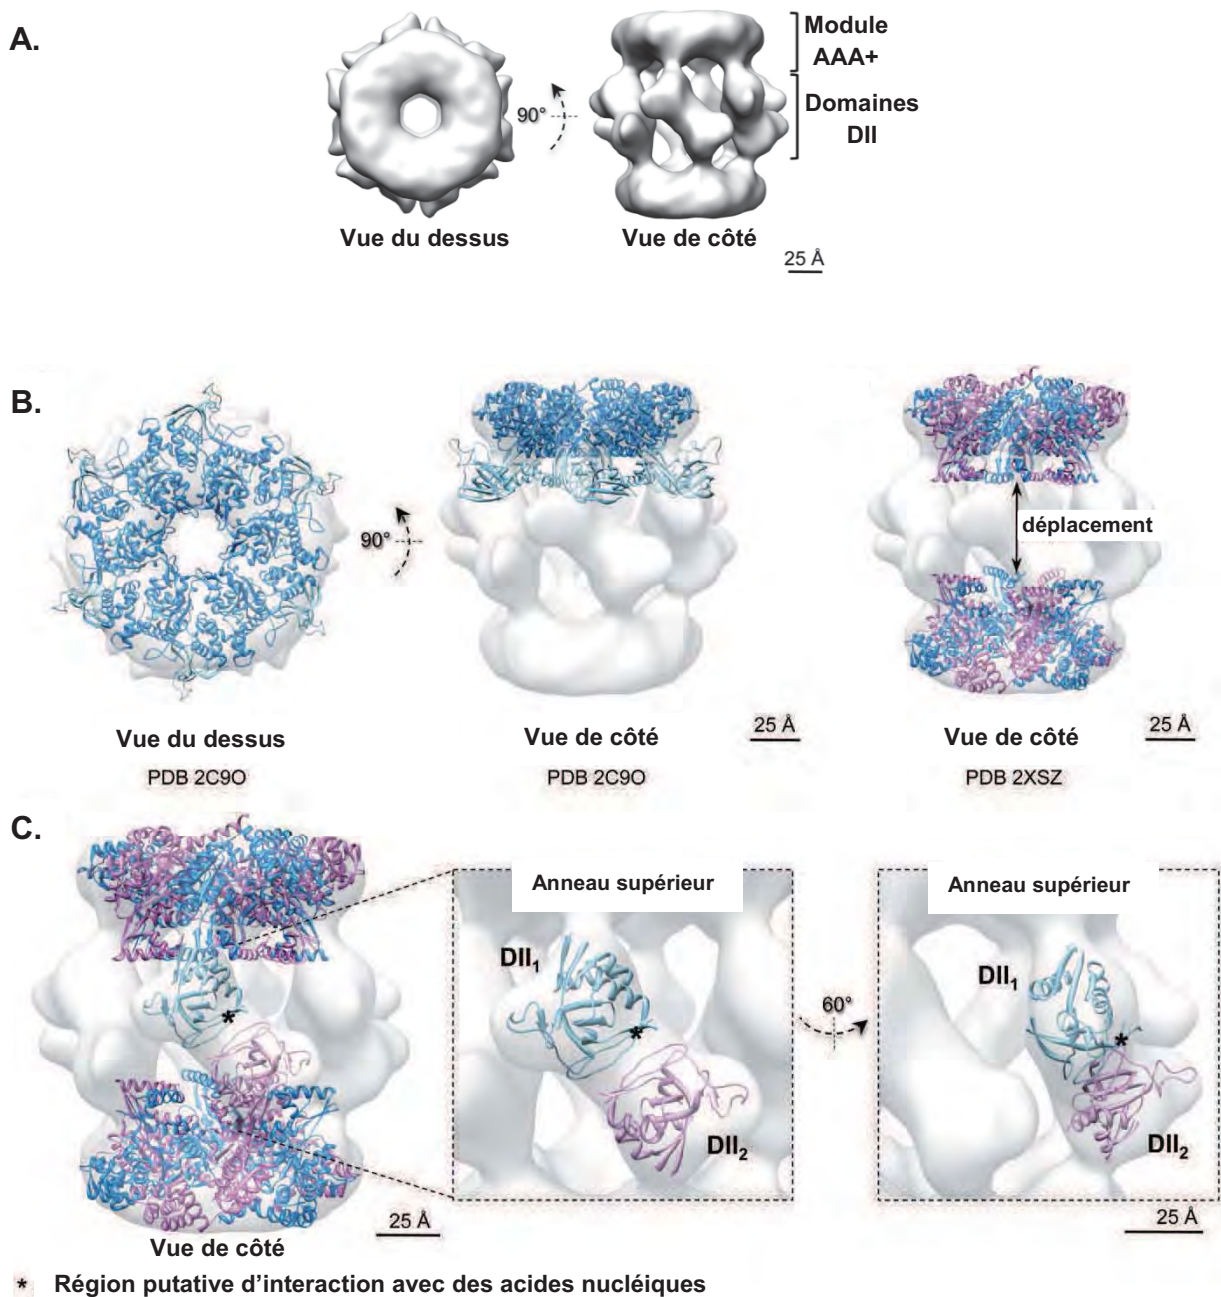 A.
Module
AAA+
Domaines
DII
90°
Vue du dessus
Vue de côté
25 Å
B.
90°
déplacement
25 Å
25 Å
Vue du dessus
Vue de côté
Vue de côté
PDB 2C9O
PDB 2C9O
PDB 2XSZ
C.
Anneau supérieur
Anneau supérieur
DII1
DII1
60°
*
*
*
DII2
DII2
25 Å
25 Å
Vue de côté
* Région putative d'interaction avec des acides nucléiques